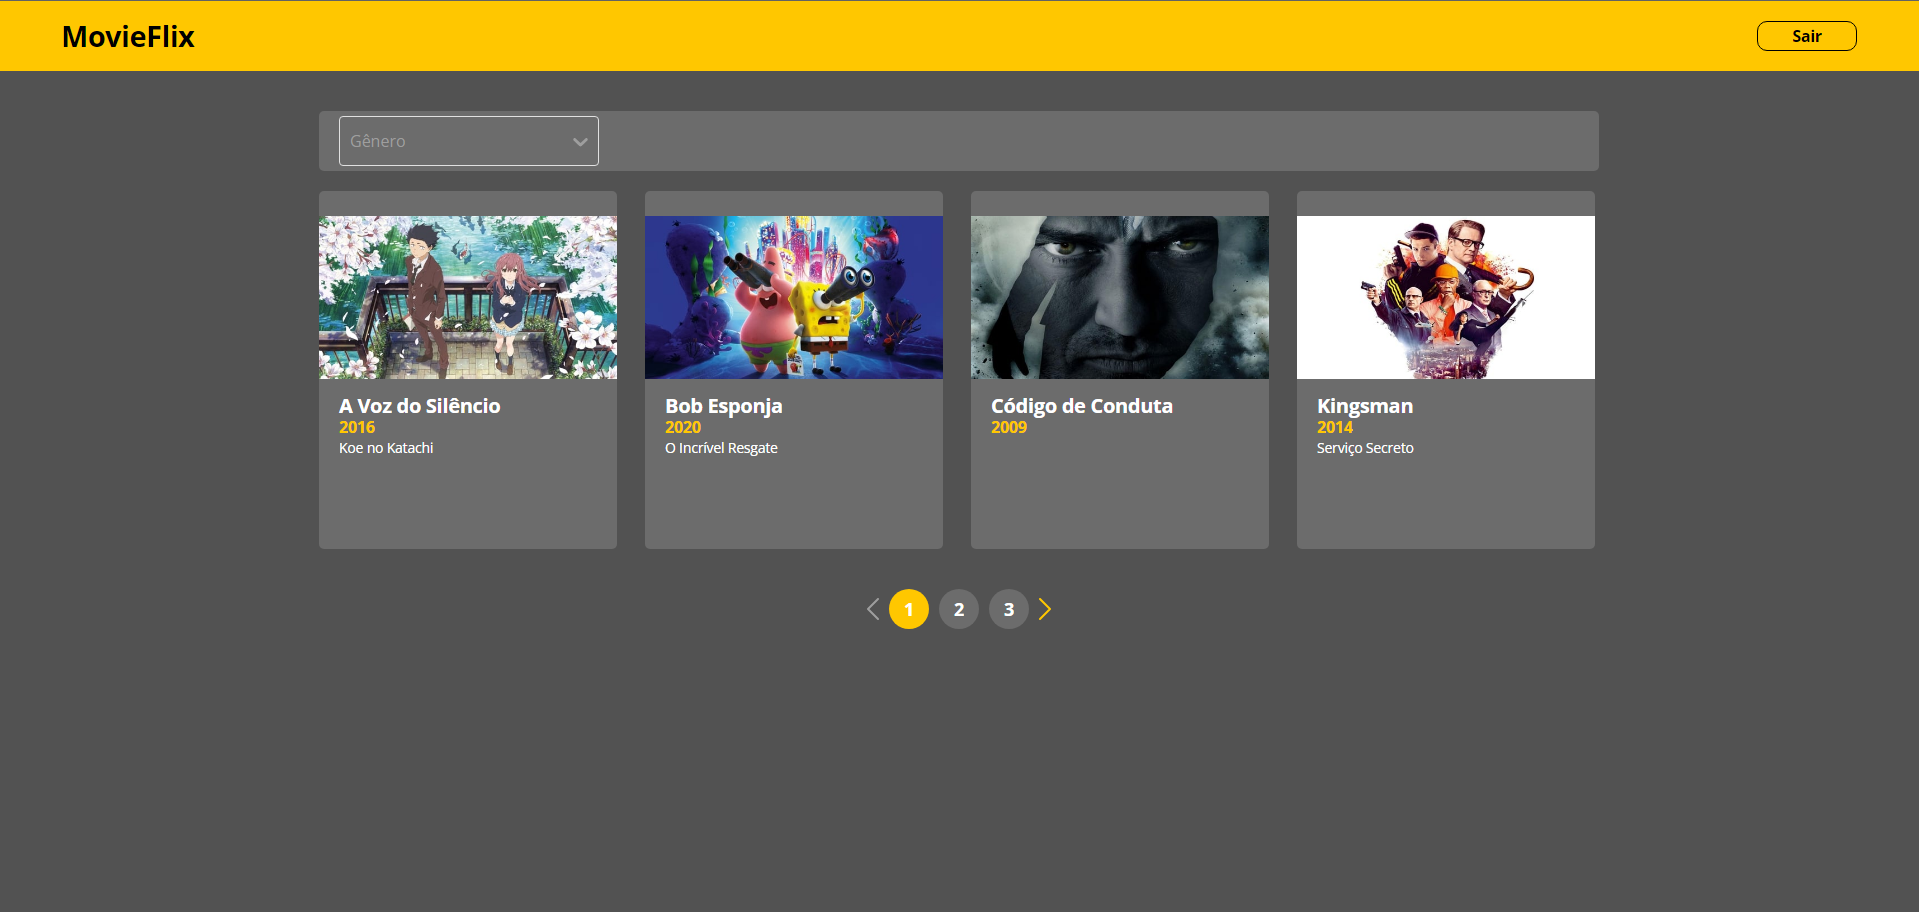 MovieFlix
Sair
Gênero
A Voz do Silêncio
2016
Koe no Katachi
Bob Esponja
2020
O Incrível Resgate
Código de Conduta
2009
Kingsman
2014
Serviço Secreto
1 2 3